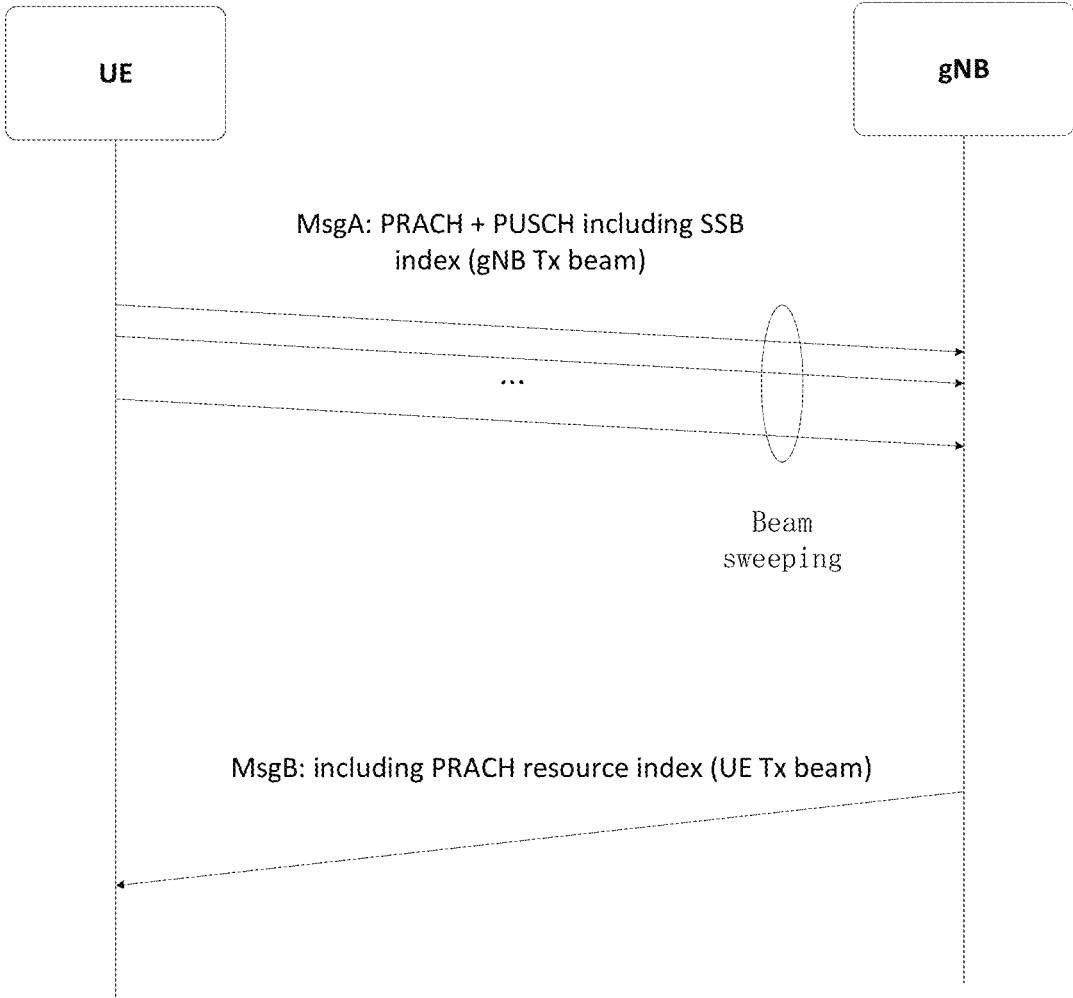 UE
gNB
MsgA: PRACH + PUSCH including SSB
index (gNB Tx beam)
...
Beam
sweeping
MsgB: including PRACH resource index (UE Tx beam)